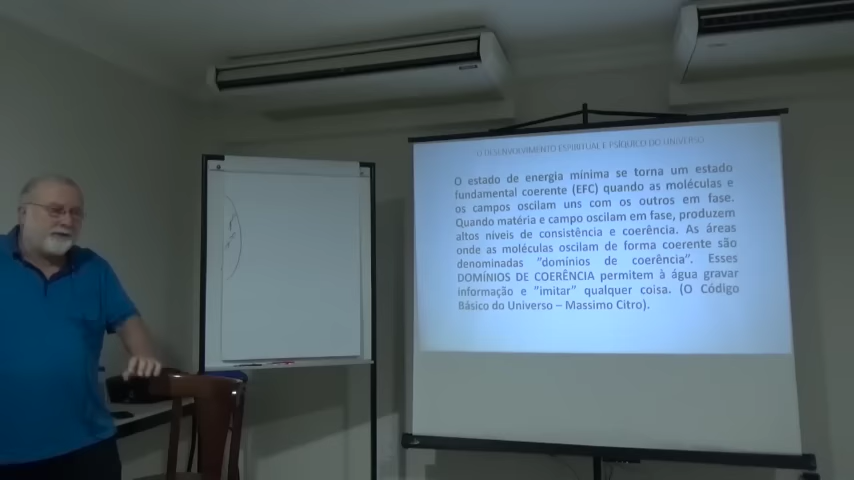 O DESENVOLVIMENTO ESPIRITUAL E PSÍQUICO DO UNIVERSO
O estado de energia mínima se torna um estado
fundamental coerente (EFC) quando as moléculas e
os campos oscilam uns com os outros em fase.
Quando matéria e campo oscilam em fase, produzem
altos níveis de consistência e coerência. As áreas
onde as moléculas oscilam de forma coerente são
denominadas "domínios de coerência". Esses
DOMÍNIOS DE COERÊNCIA permitem à água gravar
informação e "imitar" qualquer coisa. (O Código
Básico do Universo – Massimo Citro).